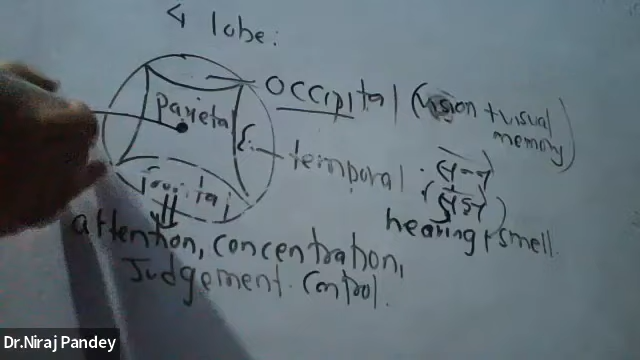 4 lobe:
Occipital (vision + visual memory)
Parietal
temporal. सुन्ने
(सुँघ्ने)
hearing + smell.
Frontal
attention, concentration,
Judgement. Control.
Dr.Niraj Pandey